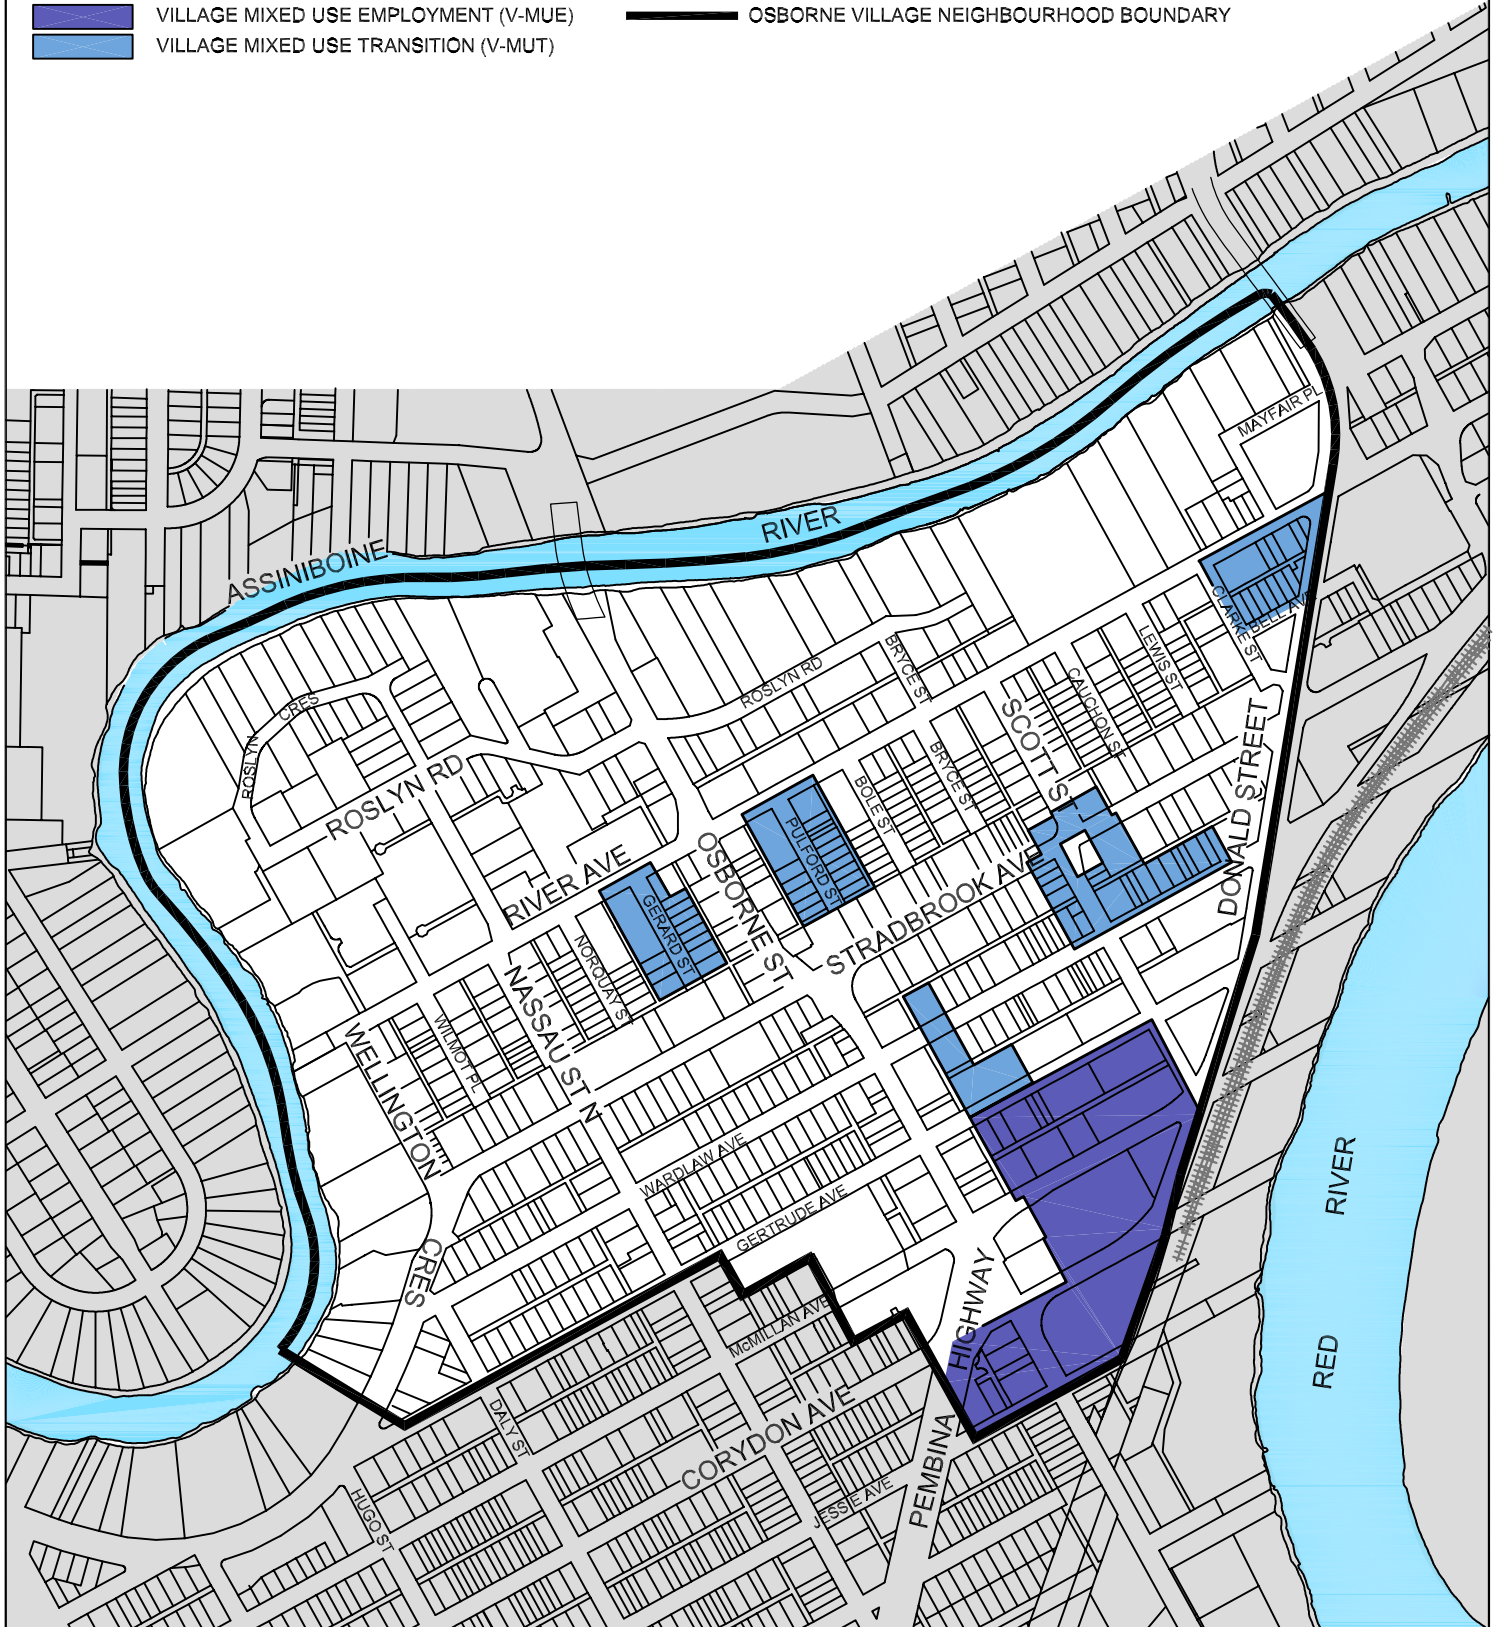 VILLAGE MIXED USE EMPLOYMENT (V-MUE)
OSBORNE VILLAGE NEIGHBOURHOOD BOUNDARY
VILLAGE MIXED USE TRANSITION (V-MUT)
MAYFAIR PL
RIVER
ASSINIBOINE
CLARKE ST
BELL AVE
LEWIS ST
BRYCE ST
ROSLYN RD
CAUCHON ST
CRES
ROSLYN
SCOTT ST
DONALD STREET
BRYCE ST
BOLE ST
ROSLYN RD
PULFORD ST
OSBORNE ST
RIVER AVE
STRADBROOK AVE
GERARD ST
NORQUAY ST
NASSAU ST N
WILMOT PL
WELLINGTON
CRES
WARDLAW AVE
GERTRUDE AVE
RIVER
RED
HIGHWAY
PEMBINA
McMILLAN AVE
CORYDON AVE
DALY ST
JESSIE AVE
HUGO ST